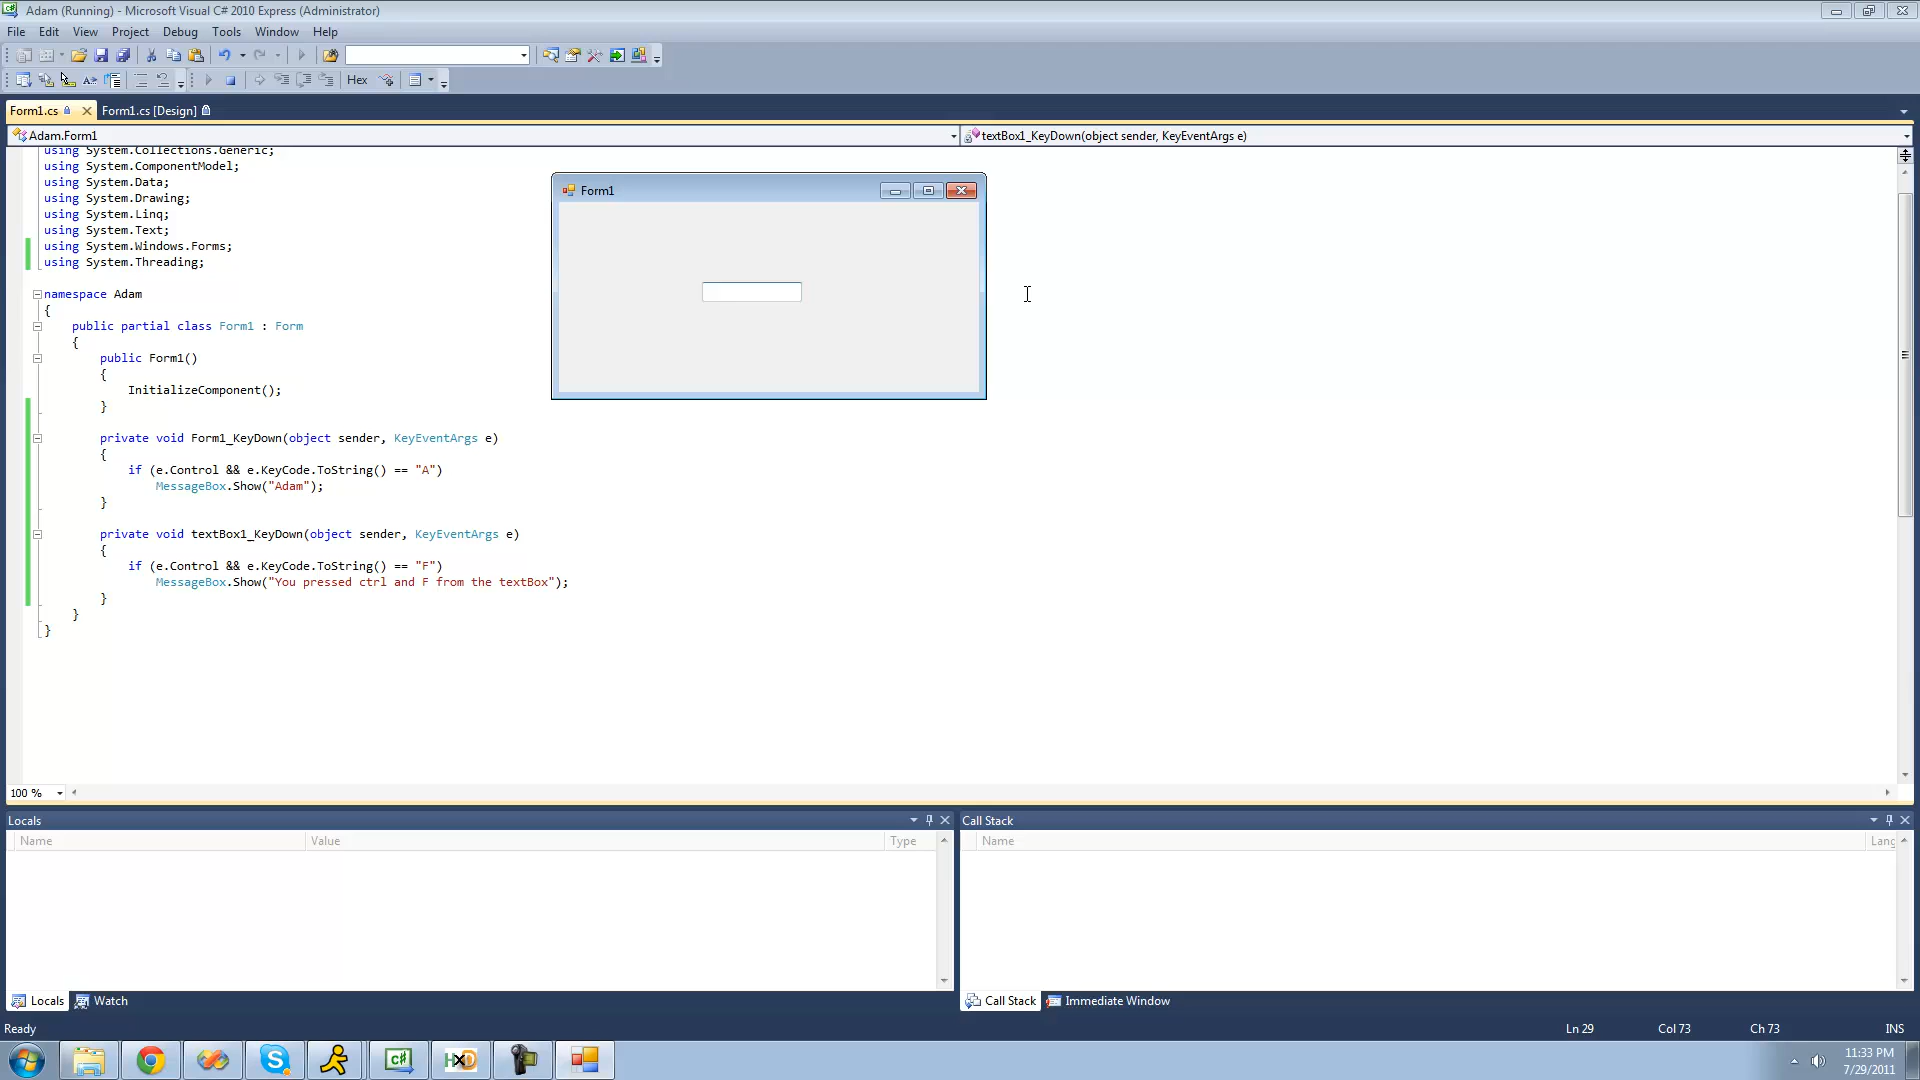 Adam (Running) - Microsoft Visual C# 2010 Express (Administrator)
File Edit View Project Debug Tools Window Help
Hex
Form1.cs Form1.cs [Design]
Adam.Form1 textBox1_KeyDown(object sender, KeyEventArgs e)
using System.Collections.Generic;
using System.ComponentModel;
using System.Data;
using System.Drawing;
using System.Linq;
using System.Text;
using System.Windows.Forms;
using System.Threading;
namespace Adam
{
public partial class Form1 : Form
{
public Form1()
{
InitializeComponent();
}
private void Form1_KeyDown(object sender, KeyEventArgs e)
{
if (e.Control && e.KeyCode.ToString() == "A")
MessageBox.Show("Adam");
}
private void textBox1_KeyDown(object sender, KeyEventArgs e)
{
if (e.Control && e.KeyCode.ToString() == "F")
MessageBox.Show("You pressed ctrl and F from the textBox");
}
}
}
Form1
100 %
Locals
Name Value Type
Call Stack
Name Lang
Locals Watch
Call Stack Immediate Window
Ready Ln 29 Col 73 Ch 73 INS
C#
HXD
11:33 PM
7/29/2011